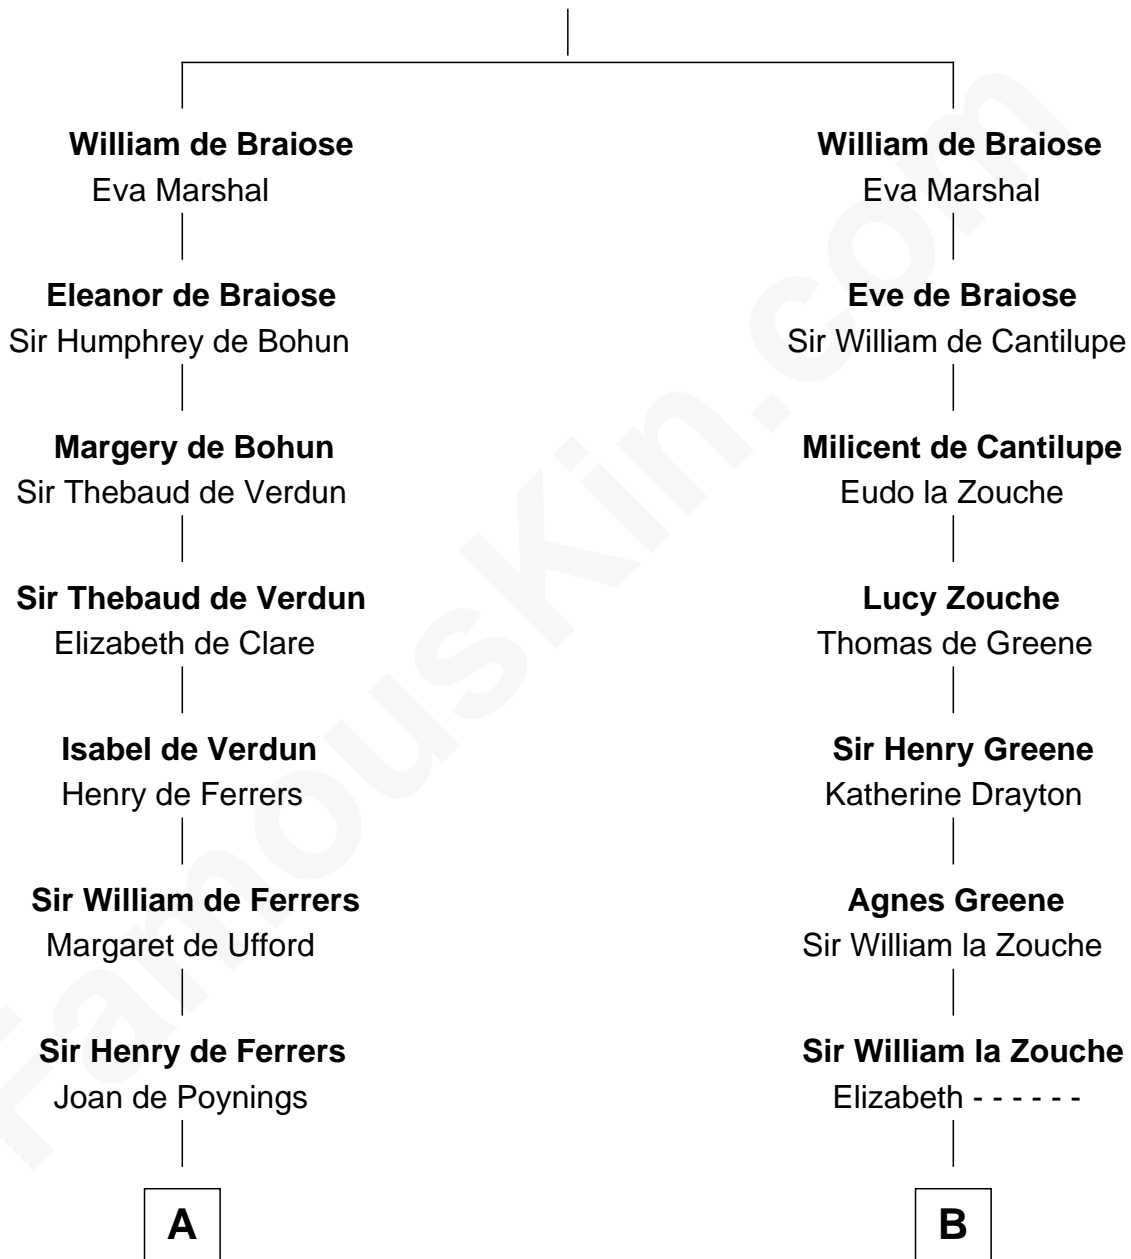 William de Braiose
Eva Marshal
Eleanor de Braiose
Sir Humphrey de Bohun
Margery de Bohun
Sir Thebaud de Verdun
Sir Thebaud de Verdun
Elizabeth de Clare
Isabel de Verdun
Henry de Ferrers
Sir William de Ferrers
Margaret de Ufford
Sir Henry de Ferrers
Joan de Poynings
A
William de Braiose
Eva Marshal
Eve de Braiose
Sir William de Cantilupe
Milicent de Cantilupe
Eudo la Zouche
Lucy Zouche
Thomas de Greene
Sir Henry Greene
Katherine Drayton
Agnes Greene
Sir William la Zouche
Sir William la Zouche
Elizabeth - - - - - -
B
FamousKin.com